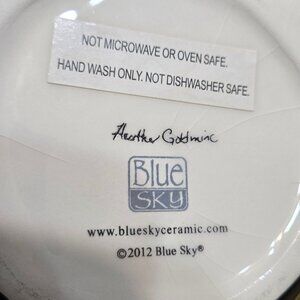 NOT MICROWAVE OR OVEN SAFE.
HAND WASH ONLY. NOT DISHWASHER SAFE.
Heather Goldminc
Blue
SKY
www.blueskyceramic.com
©2012 Blue Sky®